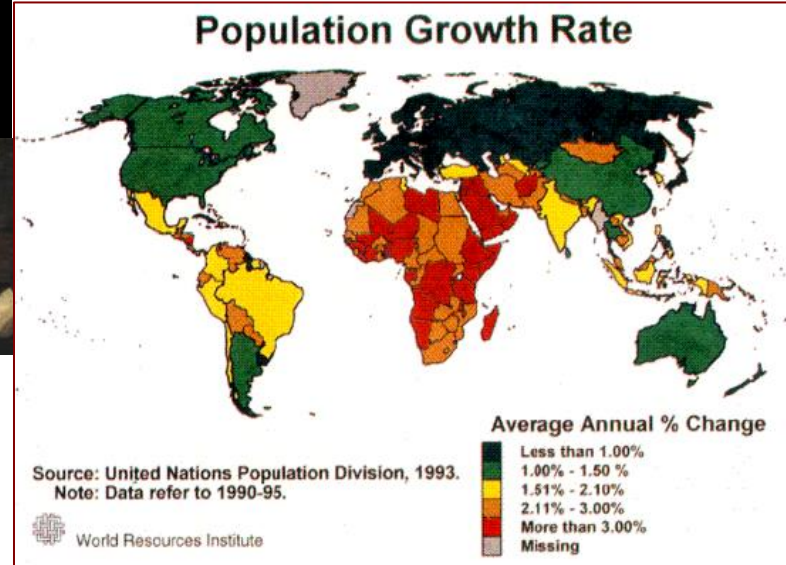 Population Growth Rate
Average Annual % Change
Less than 1.00%
1.00% - 1.50 %
1.51% - 2.10%
2.11% - 3.00%
More than 3.00%
Missing
Source: United Nations Population Division, 1993.
Note: Data refer to 1990-95.
World Resources Institute